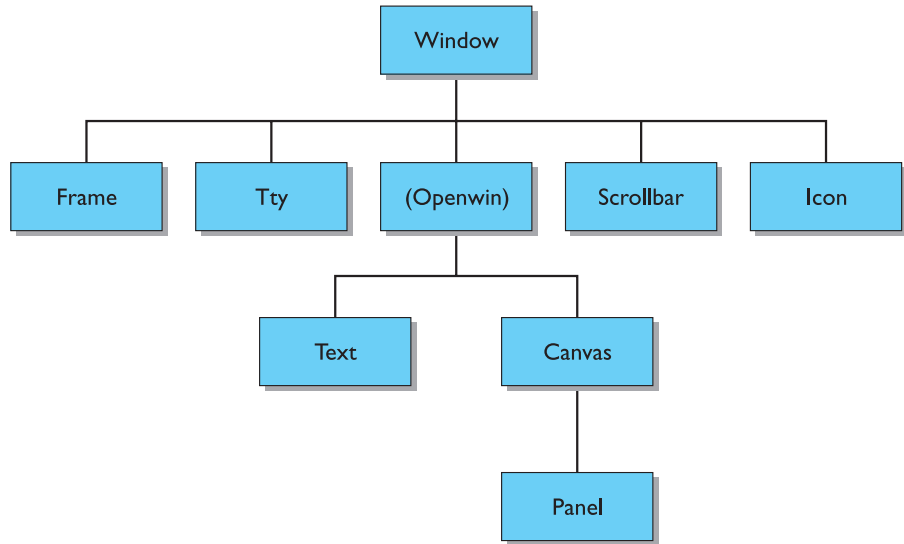 Window
Frame
Tty
(Openwin)
Scrollbar
Icon
Text
Canvas
Panel